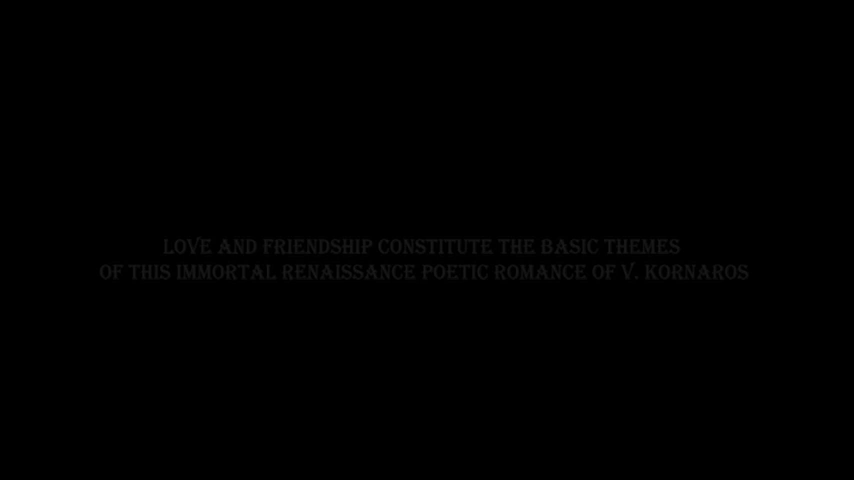 LOVE AND FRIENDSHIP CONSTITUTE THE BASIC THEMES
OF THIS IMMORTAL RENAISSANCE POETIC ROMANCE OF V. KORNAROS